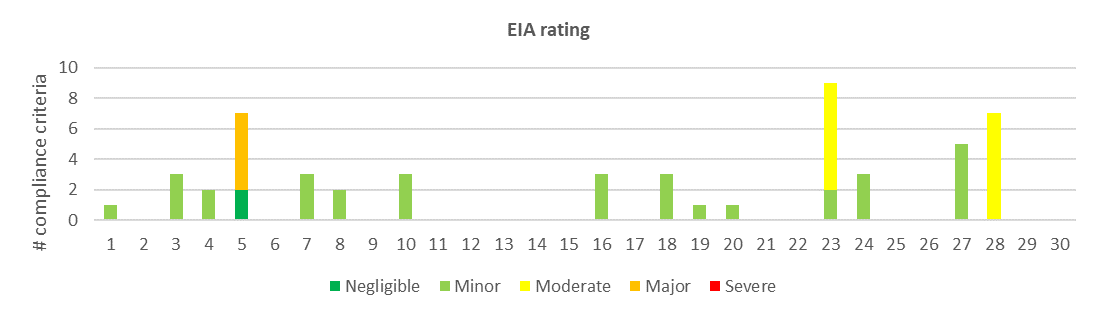 EIA rating
# compliance criteria
10
8
6
4
2
0
1 2 3 4 5 6 7 8 9 10 11 12 13 14 15 16 17 18 19 20 21 22 23 24 25 26 27 28 29 30
Negligible Minor Moderate Major Severe